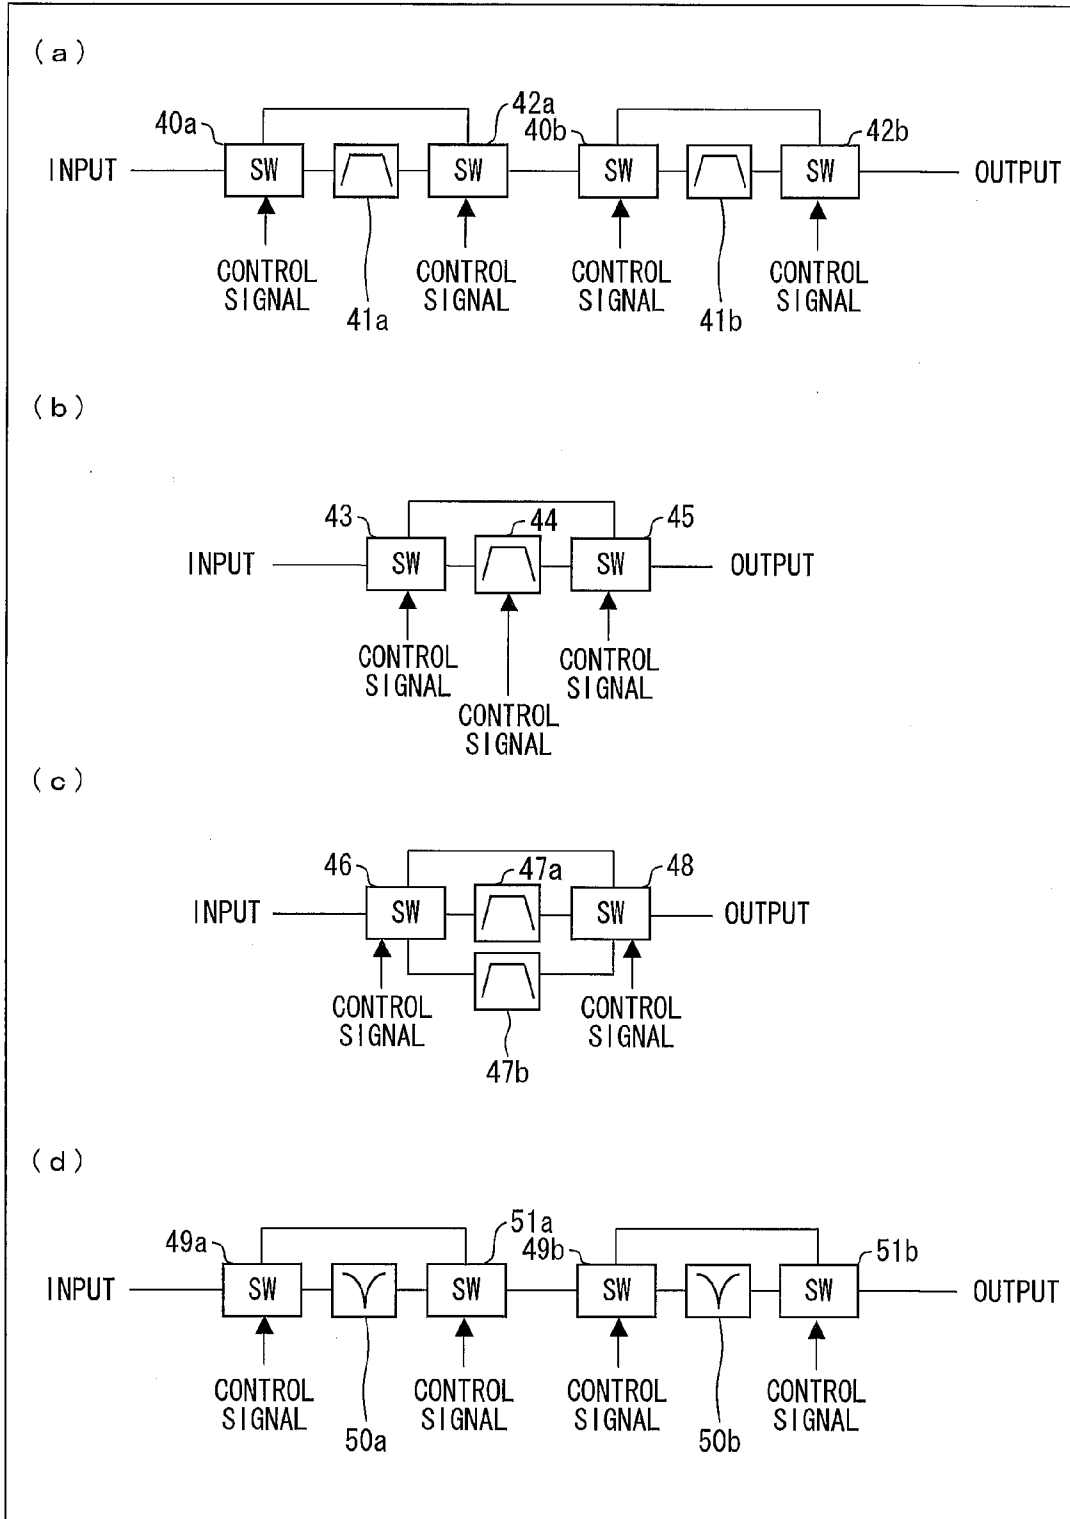 (a)
40a
42a
40b
42b
INPUT
SW
SW
SW
SW
OUTPUT
CONTROL
SIGNAL
CONTROL
SIGNAL
CONTROL
SIGNAL
CONTROL
SIGNAL
41a
41b
(b)
43
44
45
INPUT
SW
SW
OUTPUT
CONTROL
SIGNAL
CONTROL
SIGNAL
CONTROL
SIGNAL
(c)
46
47a
48
INPUT
SW
SW
OUTPUT
CONTROL
SIGNAL
CONTROL
SIGNAL
47b
(d)
49a
51a
49b
51b
INPUT
SW
SW
SW
SW
OUTPUT
CONTROL
SIGNAL
CONTROL
SIGNAL
CONTROL
SIGNAL
CONTROL
SIGNAL
50a
50b